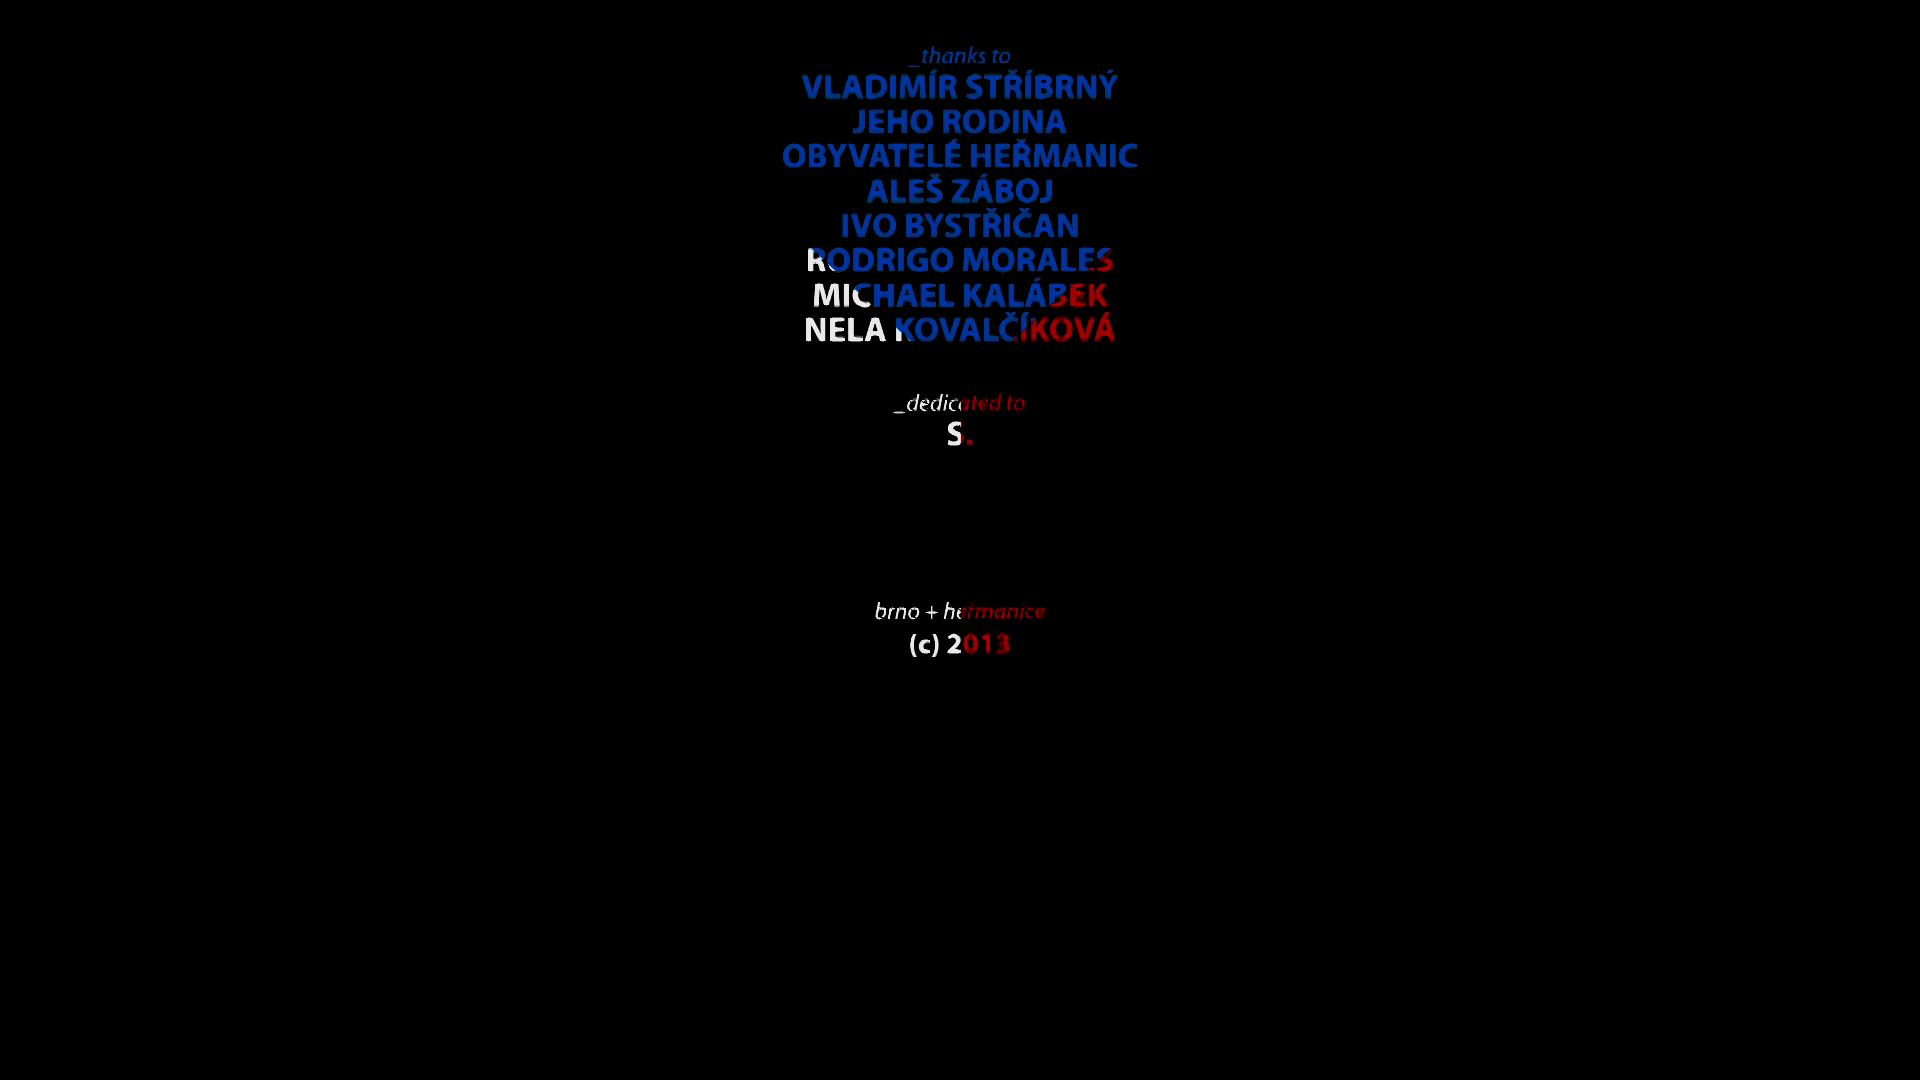 _thanks to
VLADIMÍR STŘÍBRNÝ
JEHO RODINA
OBYVATELÉ HEŘMANIC
ALEŠ ZÁBOJ
IVO BYSTŘIČAN
RODRIGO MORALES
MICHAEL KALÁBEK
NELA KOVALČÍKOVÁ
_dedicated to
S.
brno + heřmanice
(c) 2013